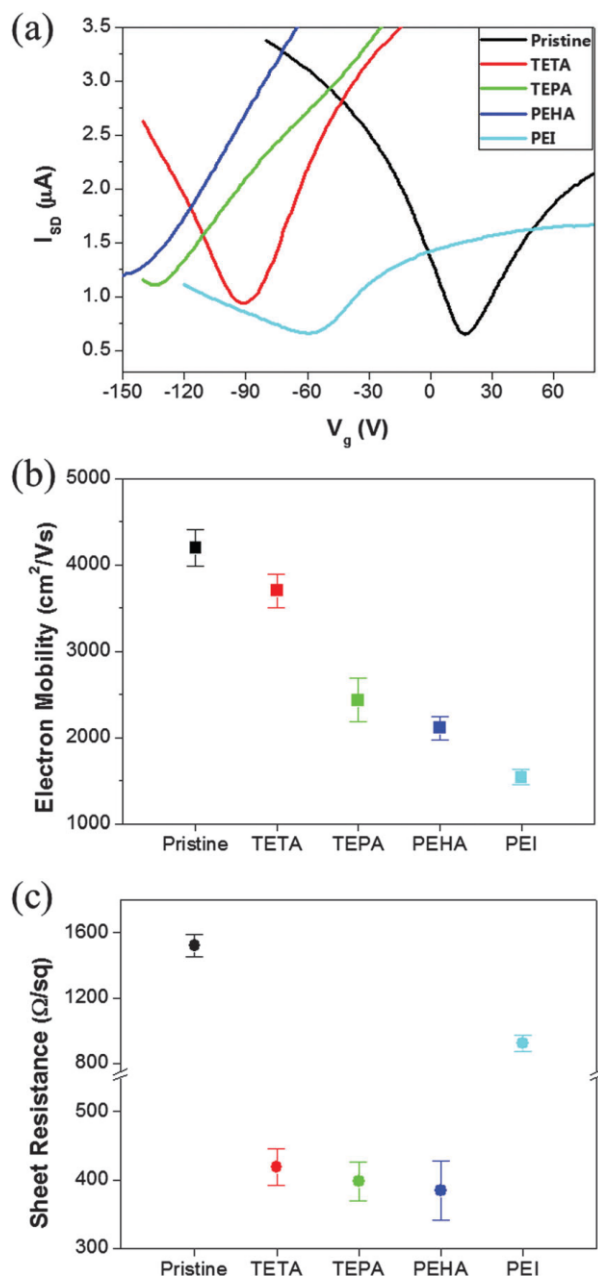 (a)
3.5
3.0
2.5
2.0
1.5
1.0
0.5
I_SD (μA)
Pristine
TETA
TEPA
PEHA
PEI
-150 -120 -90 -60 -30 0 30 60
V_g (V)
(b)
5000
4000
3000
2000
1000
Electron Mobility (cm²/Vs)
Pristine TETA TEPA PEHA PEI
(c)
1600
1200
800
500
400
300
Sheet Resistance (Ω/sq)
Pristine TETA TEPA PEHA PEI